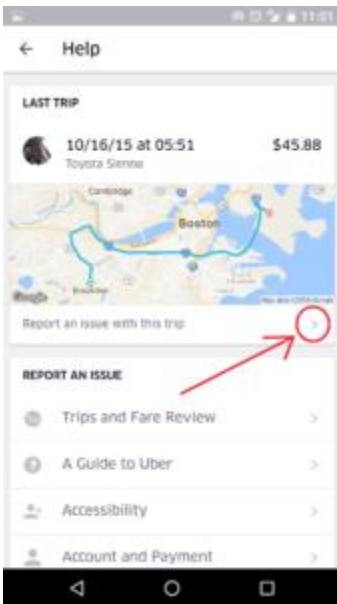 11:01
Help
LAST TRIP
10/16/15 at 05:51 $45.88
Toyota Sienna
Cambridge
Boston
Brookline
Google
Report an issue with this trip
REPORT AN ISSUE
Trips and Fare Review
A Guide to Uber
Accessibility
Account and Payment